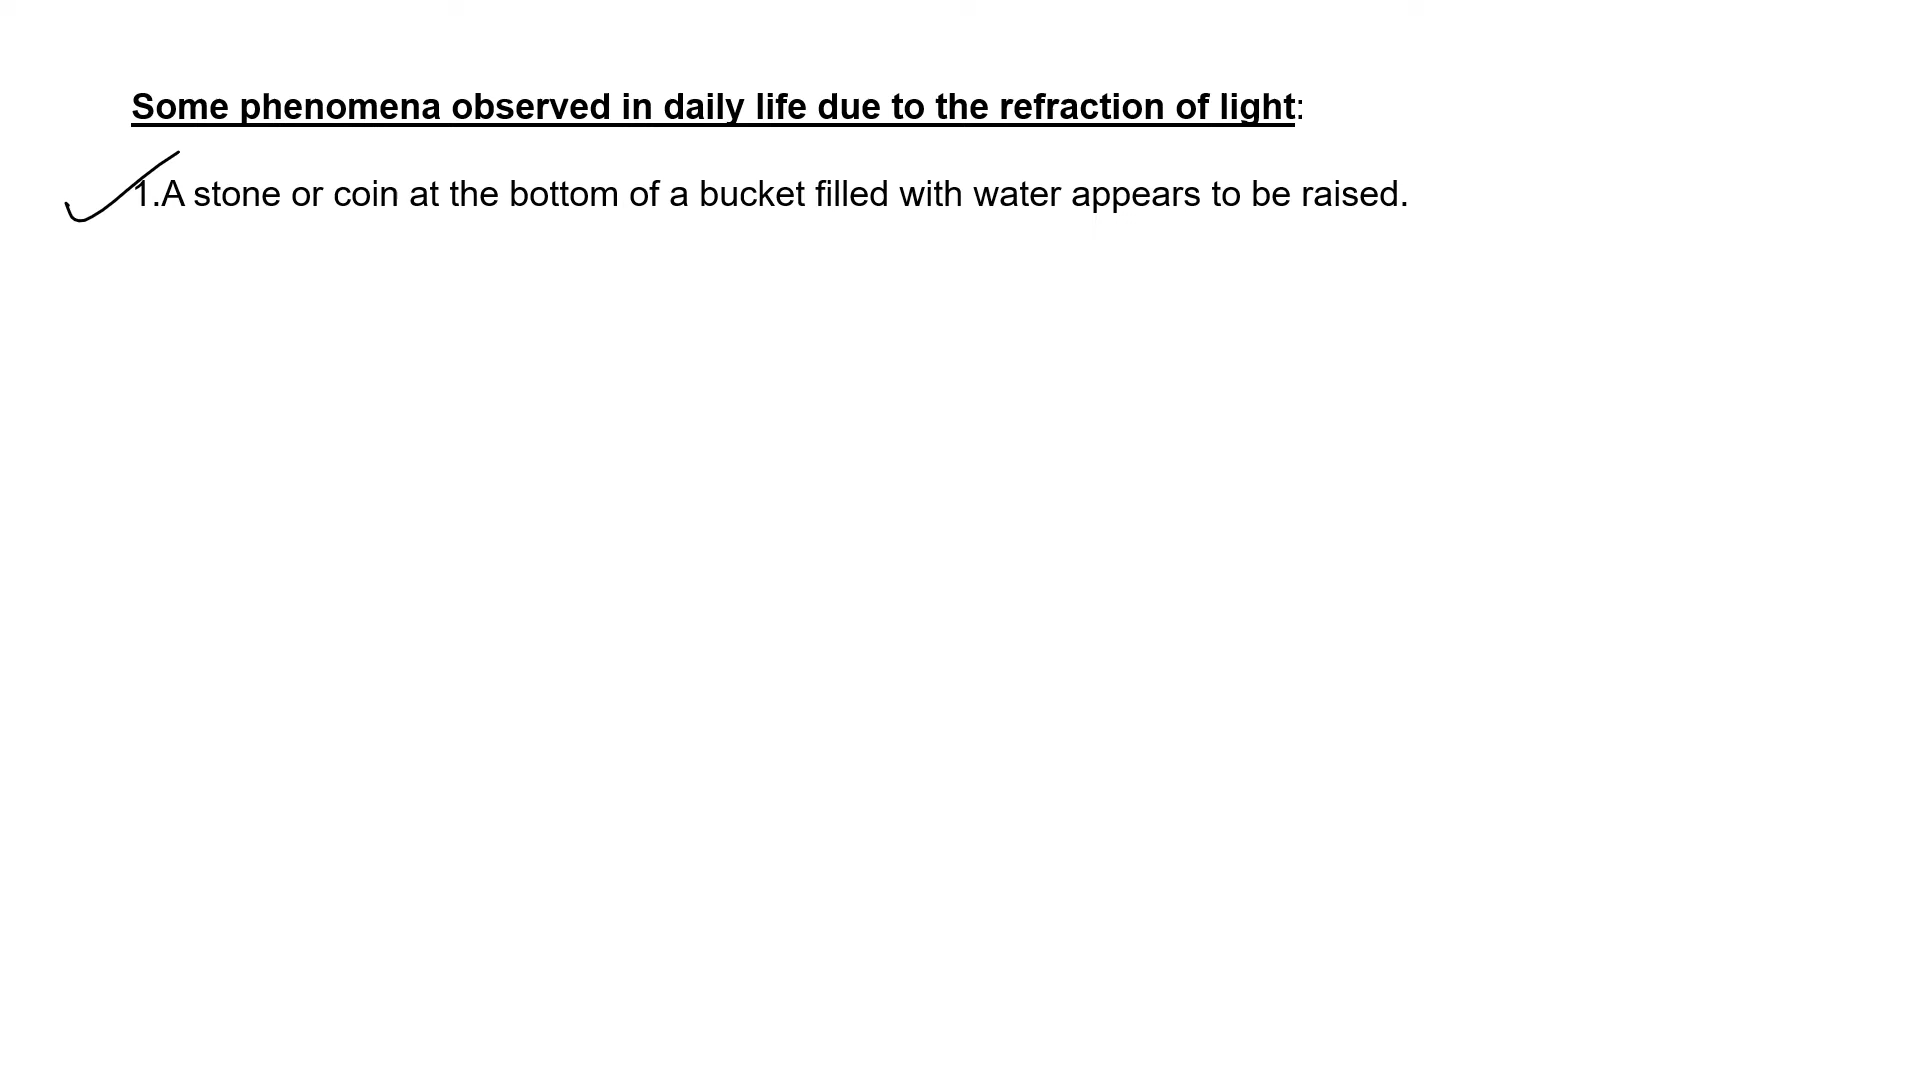 Some phenomena observed in daily life due to the refraction of light:
1.A stone or coin at the bottom of a bucket filled with water appears to be raised.